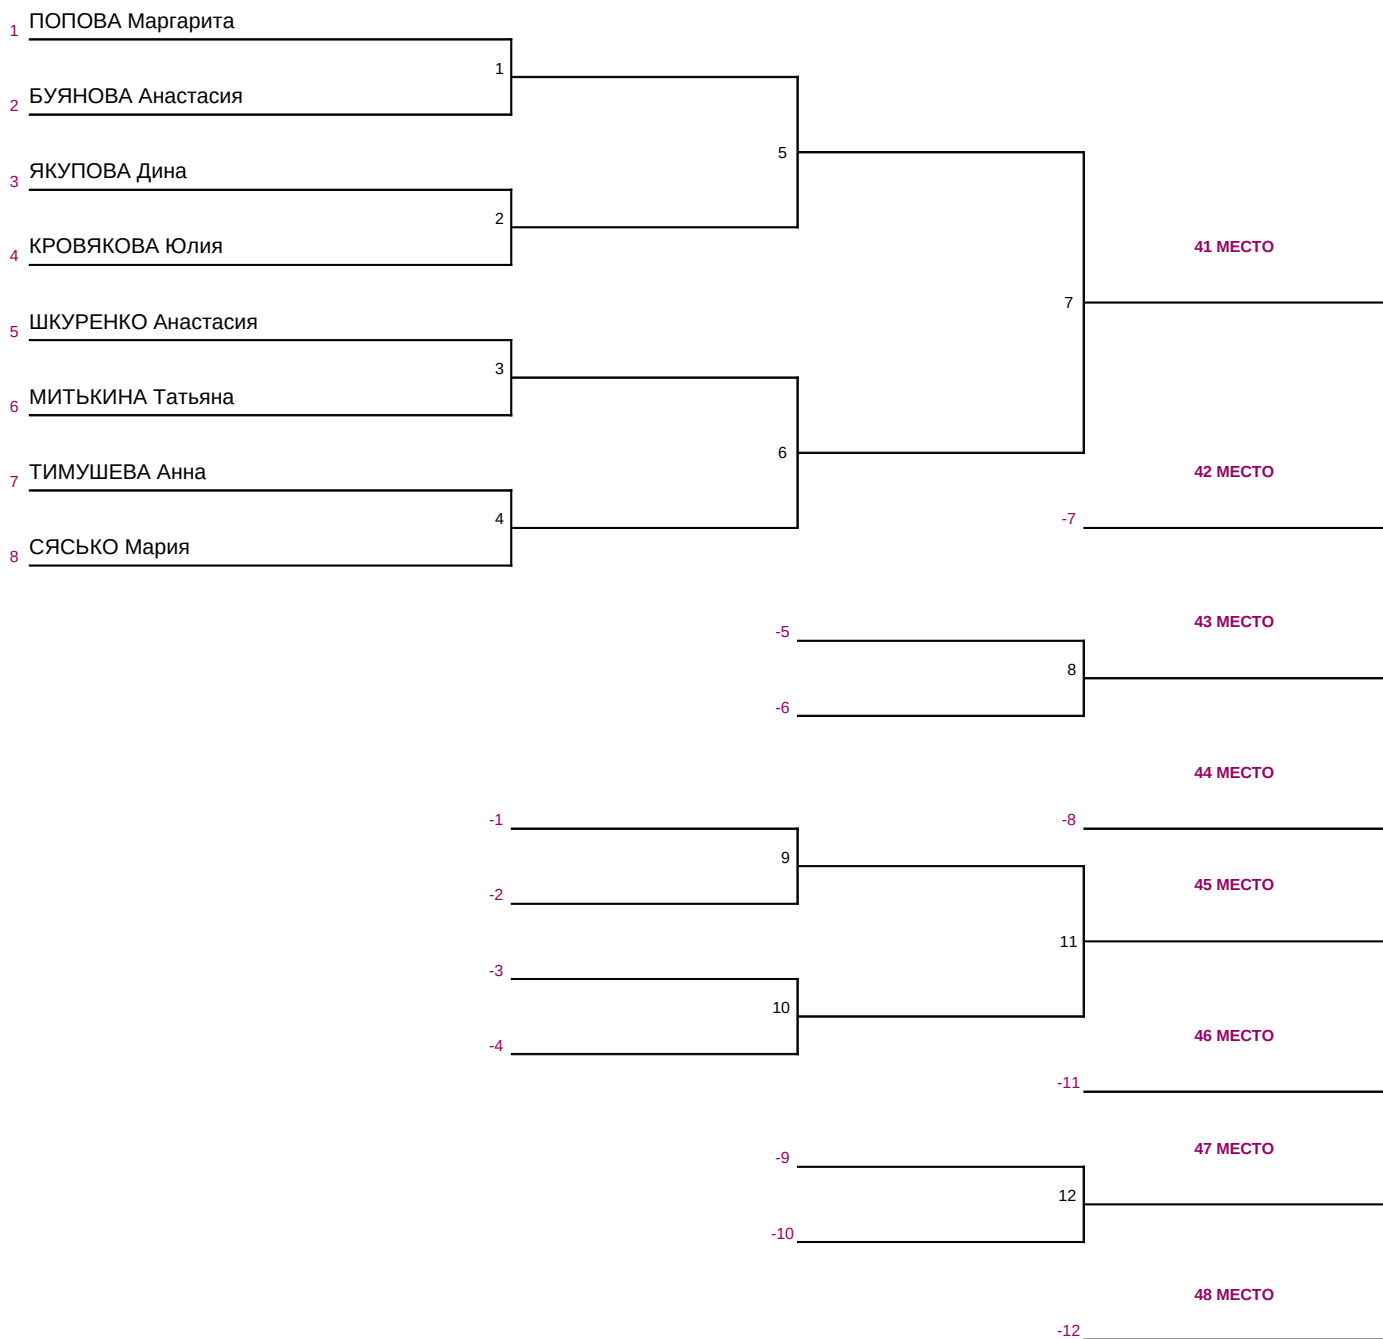 1 ПОПОВА Маргарита
1
2 БУЯНОВА Анастасия
5
3 ЯКУПОВА Дина
2
4 КРОВЯКОВА Юлия
41 МЕСТО
7
5 ШКУРЕНКО Анастасия
3
6 МИТЬКИНА Татьяна
6
7 ТИМУШЕВА Анна
42 МЕСТО
4
-7
8 СЯСЬКО Мария
43 МЕСТО
-5
8
-6
44 МЕСТО
-1
-8
9
45 МЕСТО
-2
11
-3
10
46 МЕСТО
-4
-11
47 МЕСТО
-9
12
-10
48 МЕСТО
-12